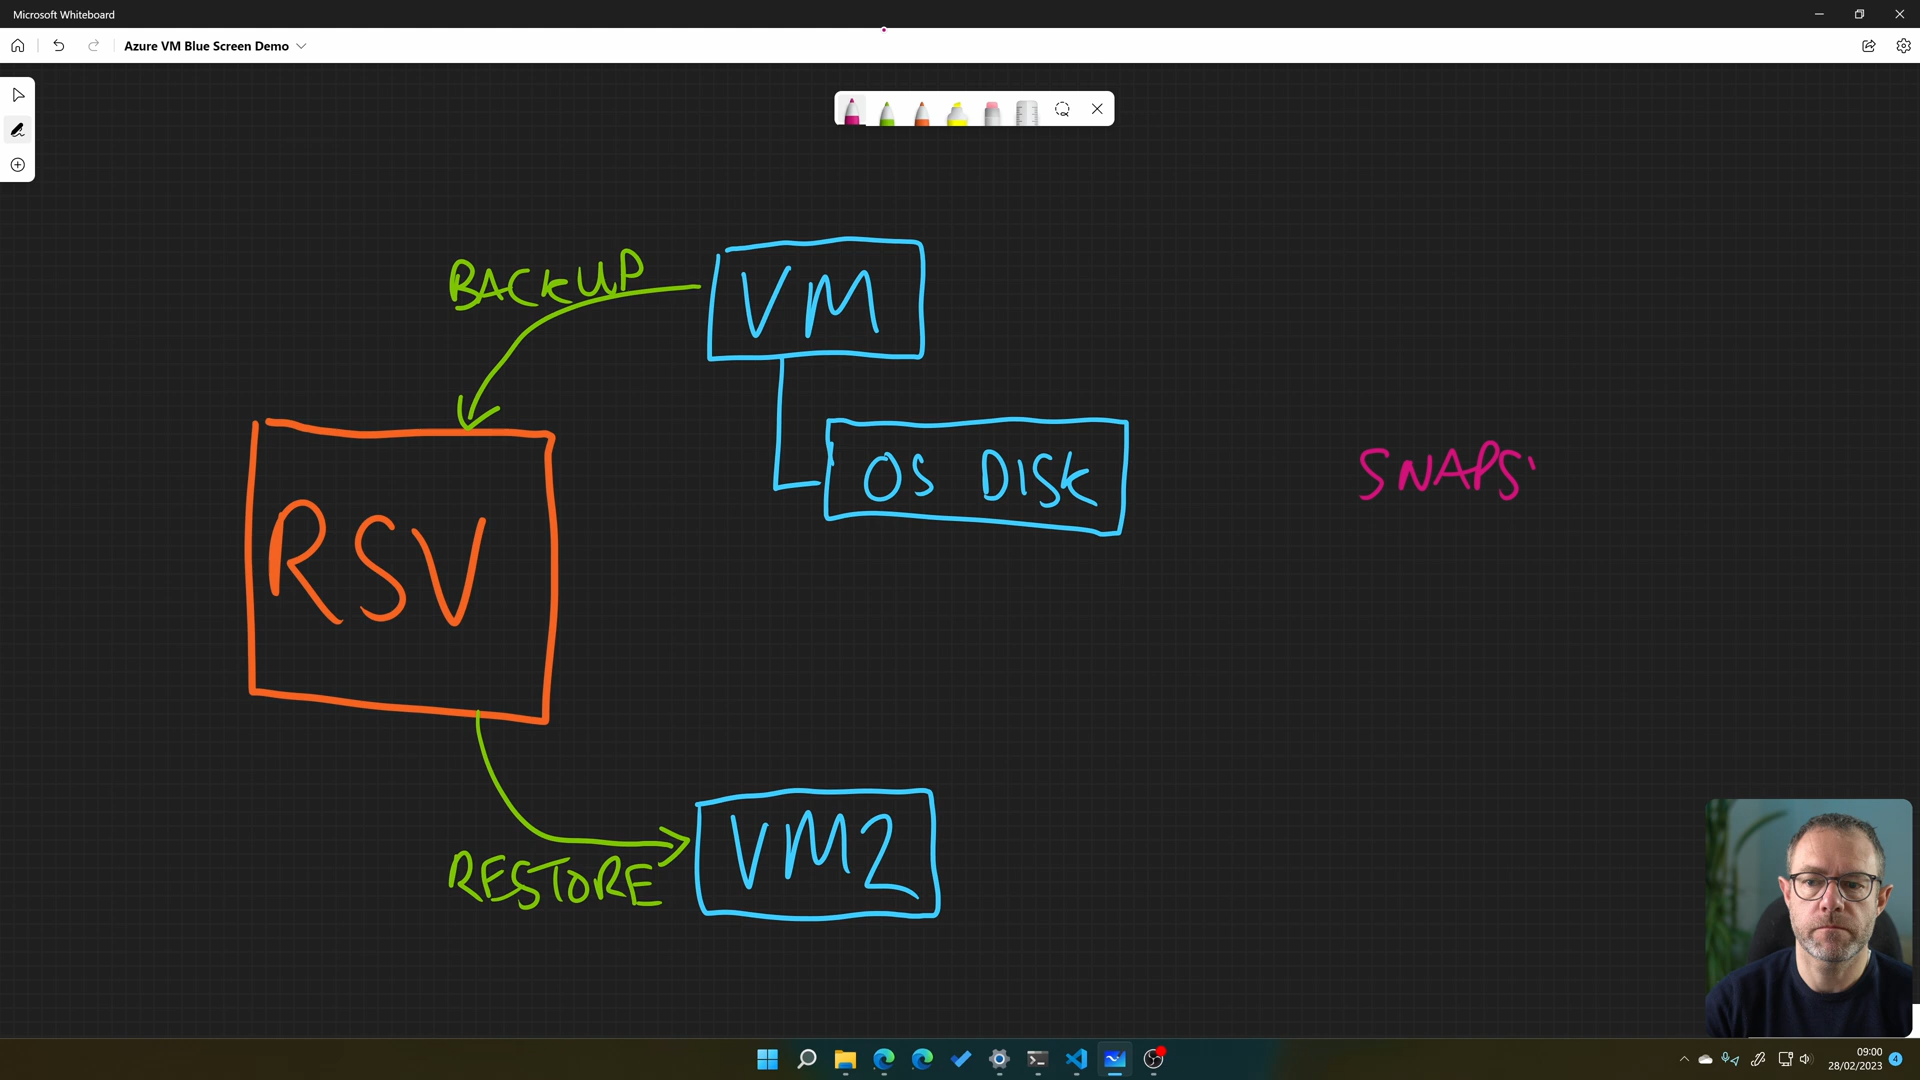 Microsoft Whiteboard
Azure VM Blue Screen Demo
BACKUP
VM
OS DISK
SNAPS
RSV
VM2
RESTORE
09:00
28/02/2023
4